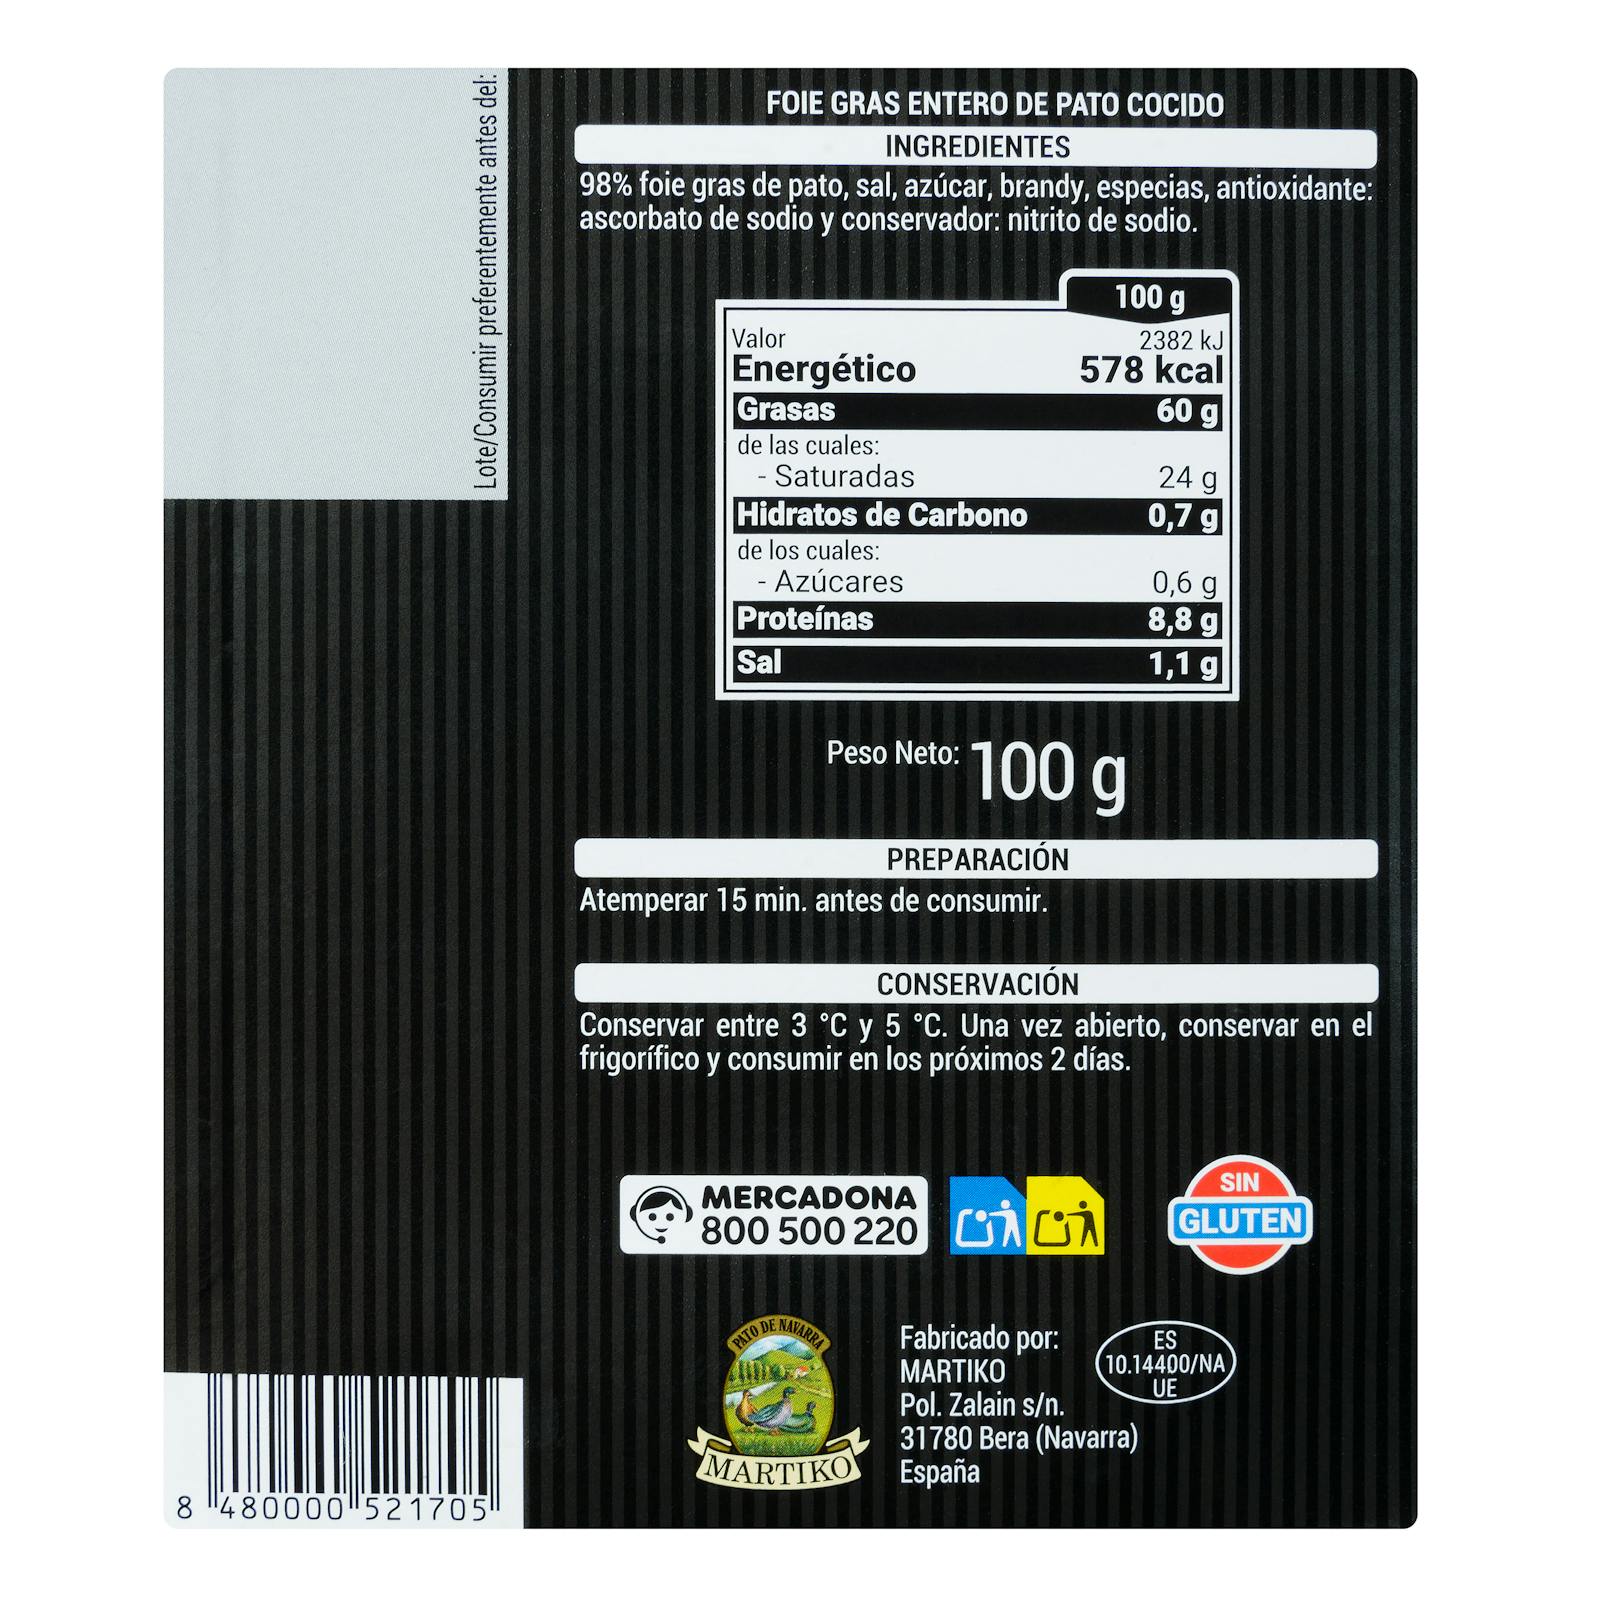 Lote/Consumir preferentemente antes del:
FOIE GRAS ENTERO DE PATO COCIDO
INGREDIENTES
98% foie gras de pato, sal, azúcar, brandy, especias, antioxidante:
ascorbato de sodio y conservador: nitrito de sodio.
100 g
Valor 2382 kJ
Energético 578 kcal
Grasas 60 g
de las cuales:
- Saturadas 24 g
Hidratos de Carbono 0,7 g
de los cuales:
- Azúcares 0,6 g
Proteínas 8,8 g
Sal 1,1 g
Peso Neto: 100 g
PREPARACIÓN
Atemperar 15 min. antes de consumir.
CONSERVACIÓN
Conservar entre 3 °C y 5 °C. Una vez abierto, conservar en el
frigorífico y consumir en los próximos 2 días.
MERCADONA
800 500 220
SIN
GLUTEN
PATO DE NAVARRA
MARTIKO
Fabricado por:
MARTIKO
Pol. Zalain s/n.
31780 Bera (Navarra)
España
ES
10.14400/NA
UE
8 480000 521705